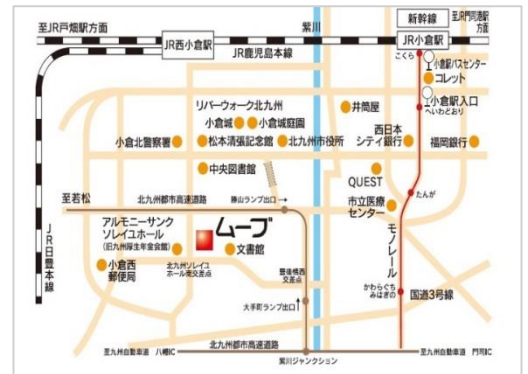 至JR戸畑駅方面
紫川
新幹線
至JR門司港駅
方面
JR西小倉駅
JR鹿児島本線
JR小倉駅
こくら
小倉駅バスセンター
コレット
小倉駅入口
へいわどおり
リバーウォーク北九州
井筒屋
小倉城
小倉城庭園
小倉北警察署
松本清張記念館
北九州市役所
西日本
シティ銀行
福岡銀行
中央図書館
QUEST
至若松
北九州都市高速道路
勝山ランプ出口→
市立医療
センター
たんが
アルモニーサンク
ソレイユホール
(旧九州厚生年金会館)
ムーブ
文書館
モノレール
JR日豊本線
小倉西
郵便局
北九州ソレイユ
ホール東交差点
豊後橋西
交差点
大手町ランプ出口
かわらぐち
みはぎの
国道3号線
北九州都市高速道路
至九州自動車道 八幡IC
紫川ジャンクション
至九州自動車道 門司IC